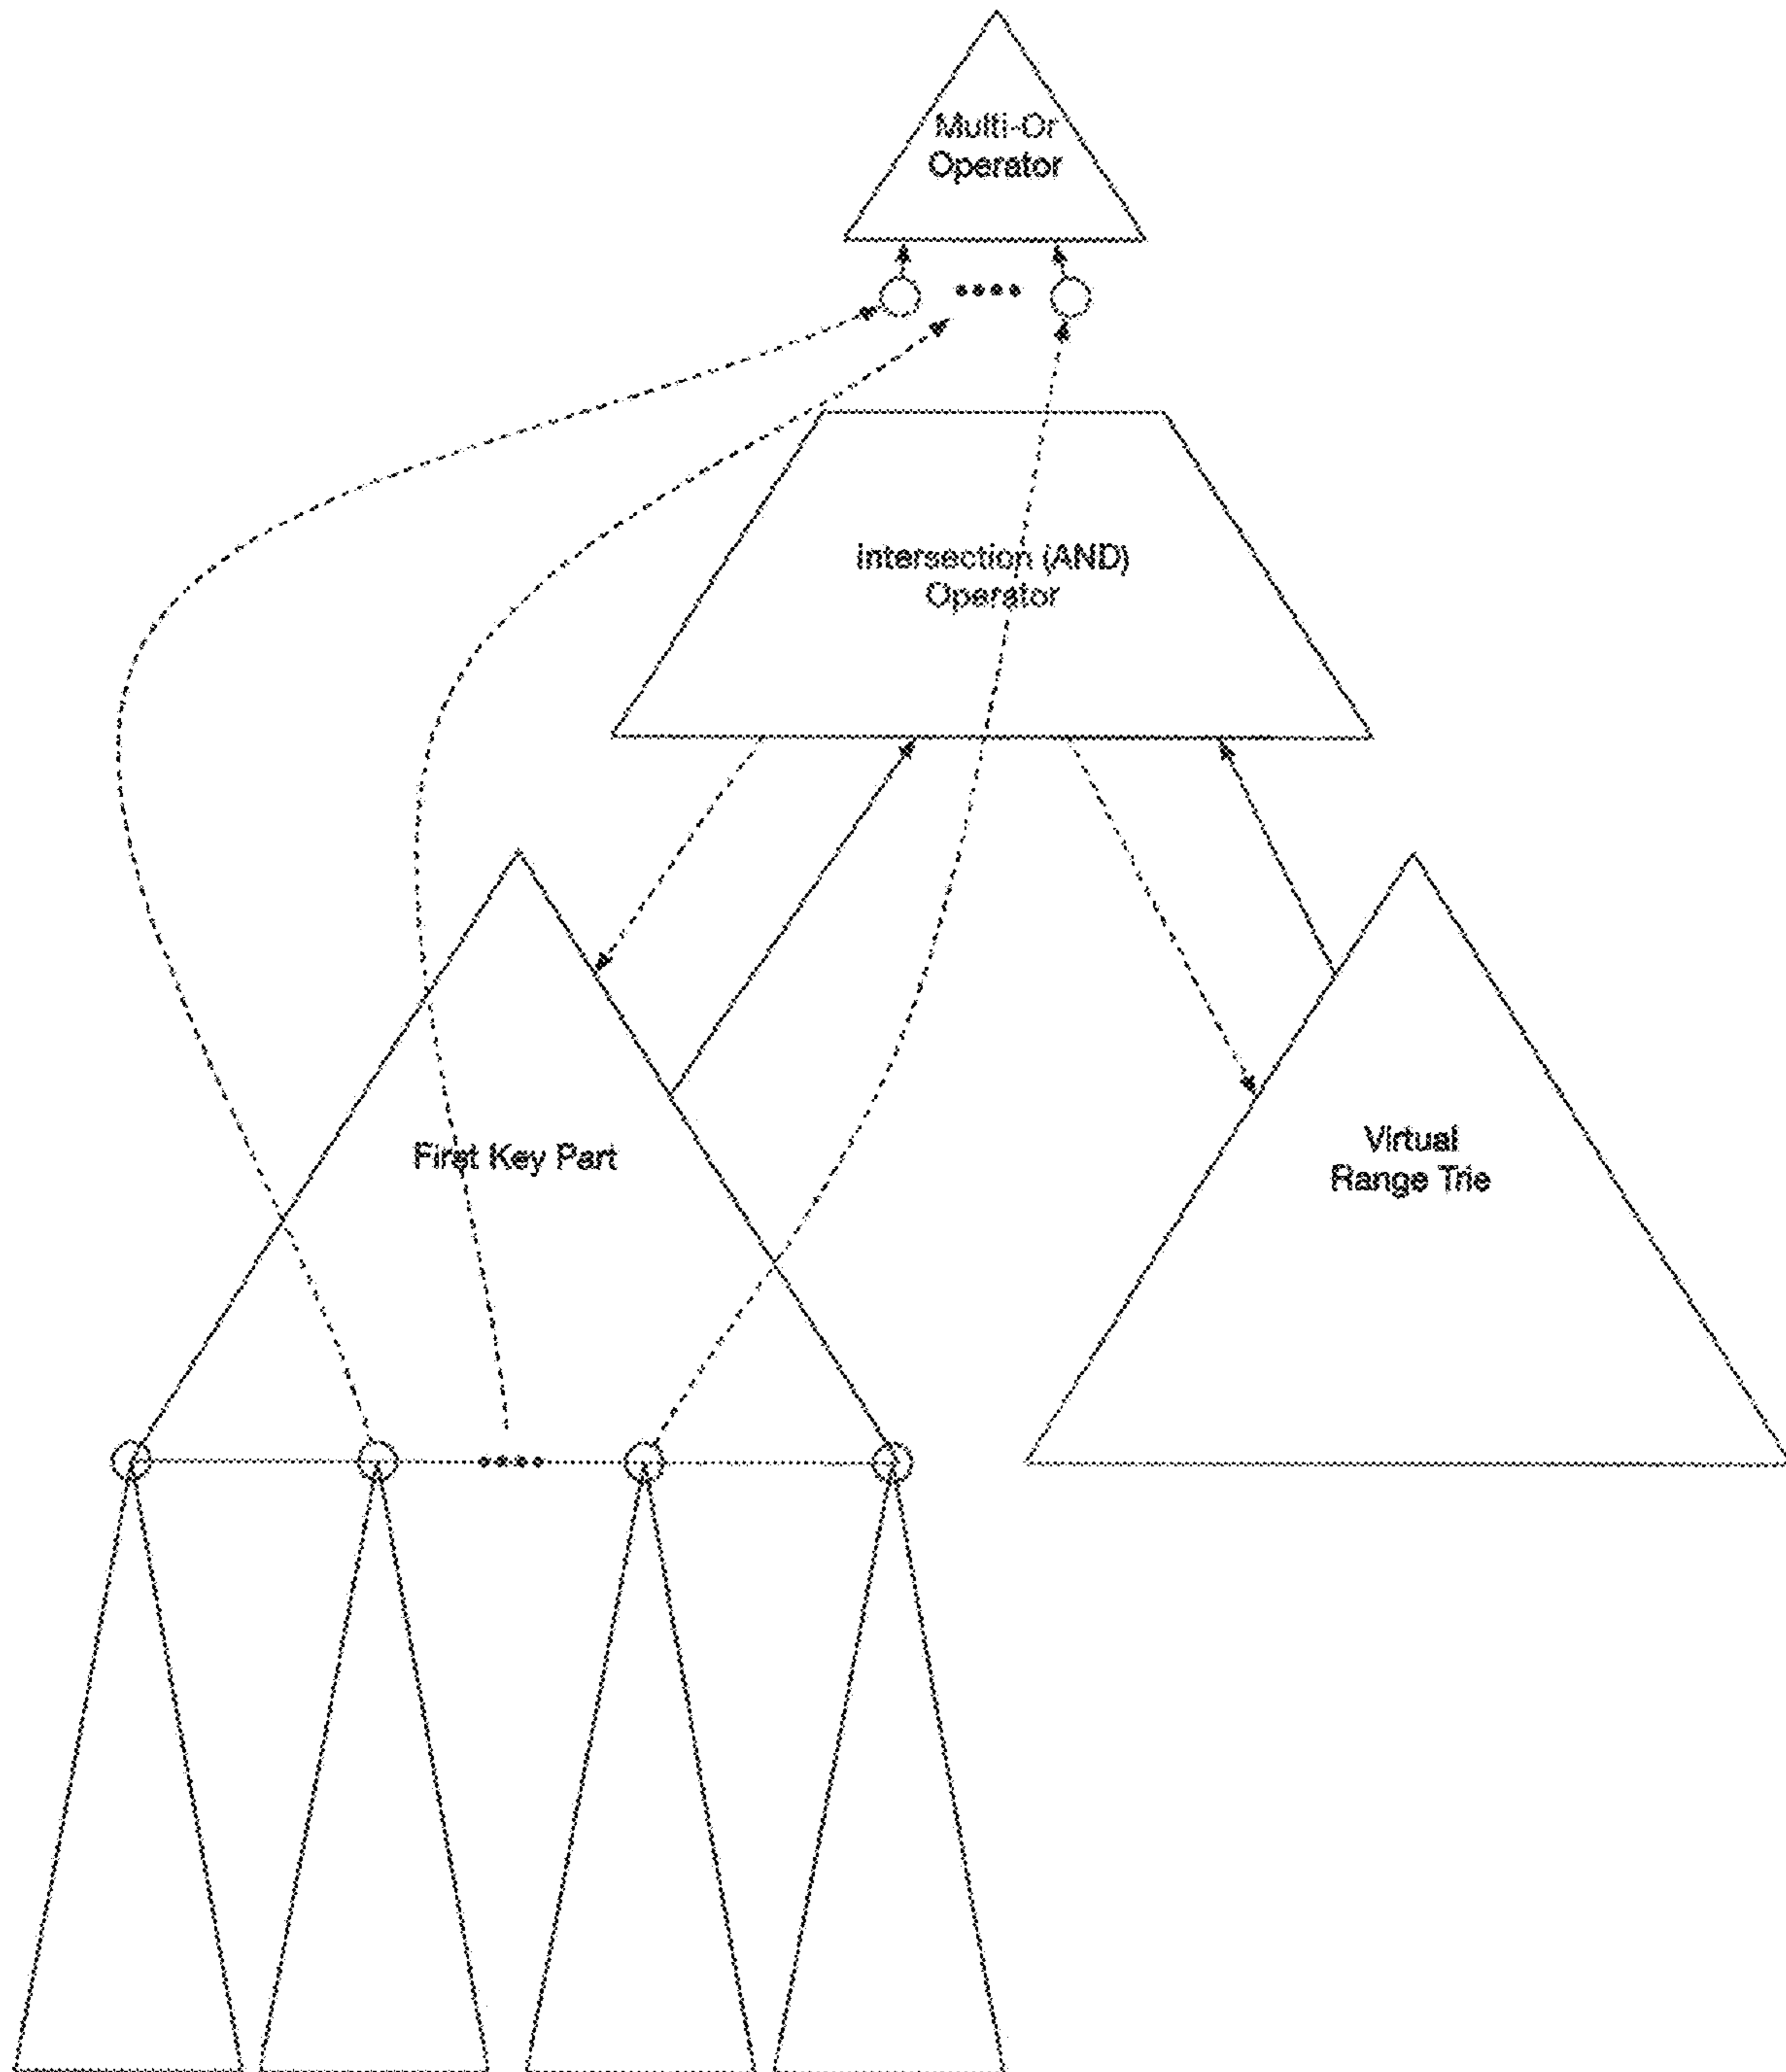 Multi-Or
Operator
Intersection (AND)
Operator
First Key Part
Virtual
Range Trie